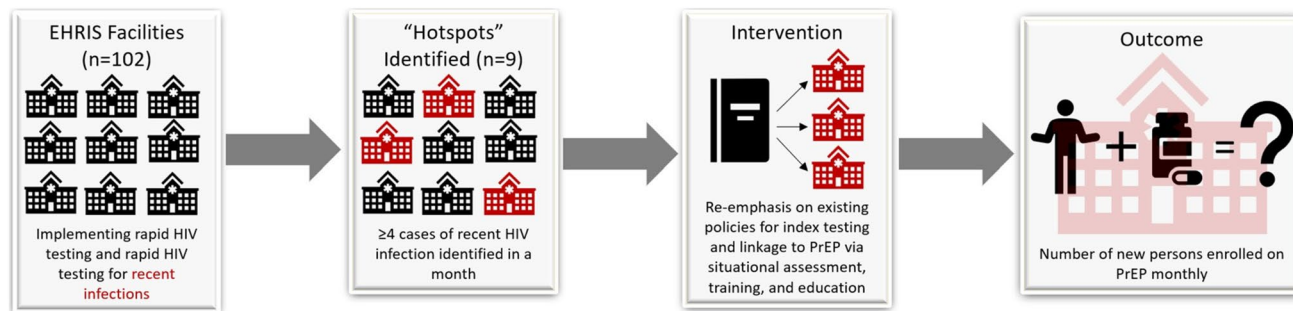 EHRIS Facilities
(n=102)
Implementing rapid HIV
testing and rapid HIV
testing for recent
infections
“Hotspots”
Identified (n=9)
≥4 cases of recent HIV
infection identified in a
month
Intervention
Re-emphasis on existing
policies for index testing
and linkage to PrEP via
situational assessment,
training, and education
Outcome
+ = ?
Number of new persons enrolled on
PrEP monthly